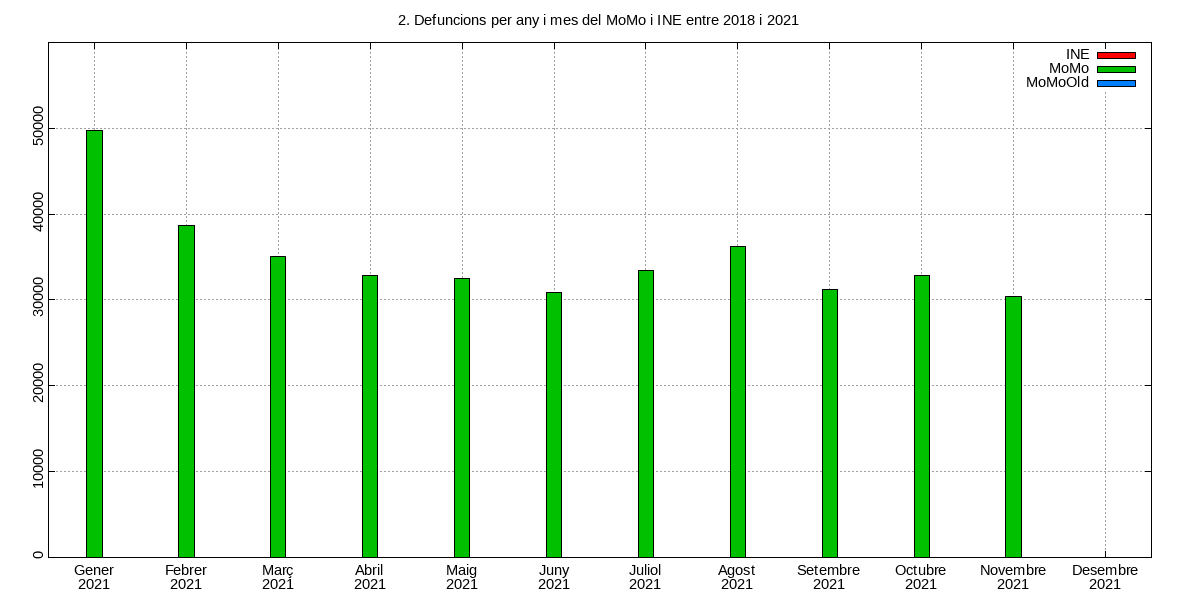 2. Defuncions per any i mes del MoMo i INE entre 2018 i 2021
INE
MoMo
MoMoOld
50000
40000
30000
20000
10000
0
Gener Febrer Març Abril Maig Juny Juliol Agost Setembre Octubre Novembre Desembre
2021 2021 2021 2021 2021 2021 2021 2021 2021 2021 2021 2021